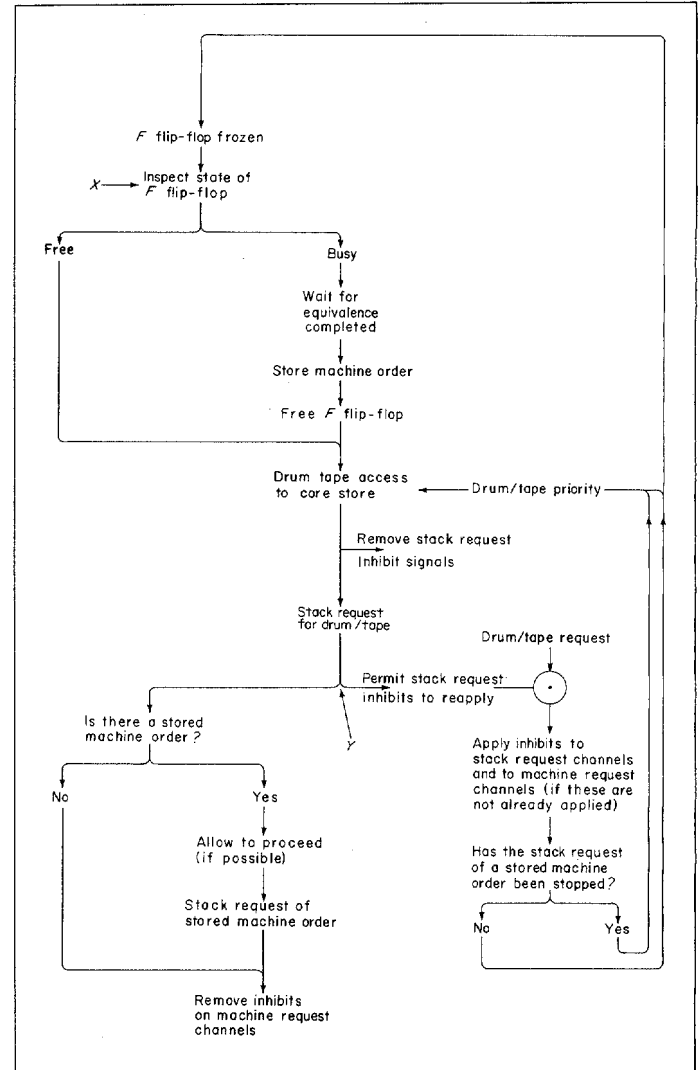 F flip-flop frozen
X
Inspect state of
F flip-flop
Free
Busy
Wait for
equivalence
completed
Store machine order
Free F flip-flop
Drum tape access
to core store
Drum/tape priority
Remove stack request
Inhibit signals
Stack request
for drum/tape
Drum/tape request
Permit stack request
inhibits to reapply
Y
Is there a stored
machine order?
No
Yes
Allow to proceed
(if possible)
Stack request of
stored machine order
Remove inhibits
on machine request
channels
Apply inhibits to
stack request channels
and to machine request
channels (if these are
not already applied)
Has the stack request
of a stored machine
order been stopped?
No
Yes